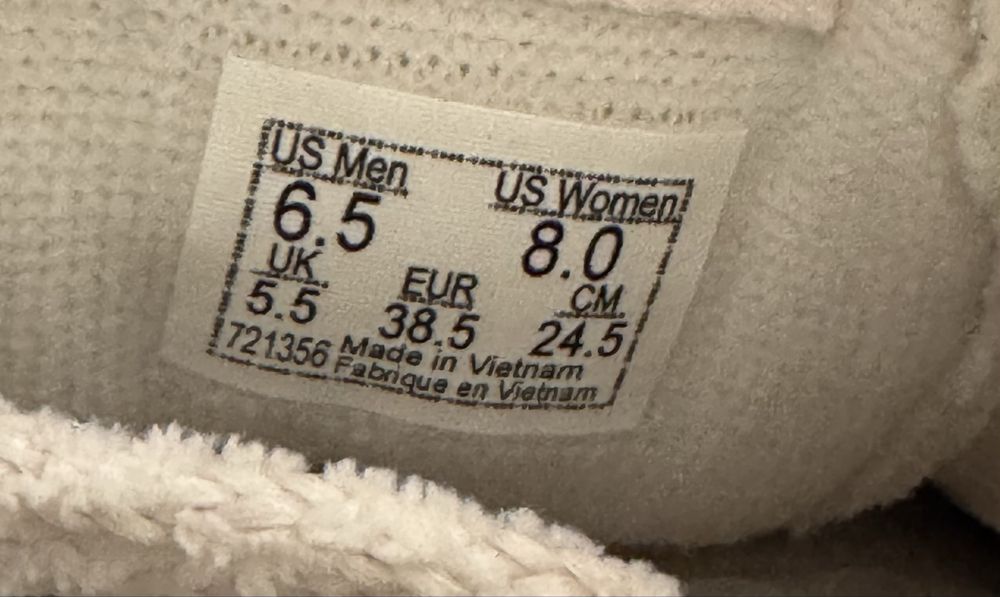 US Men US Women
6.5 8.0
UK EUR CM
5.5 38.5 24.5
721356 Made in Vietnam
Fabrique en Vietnam